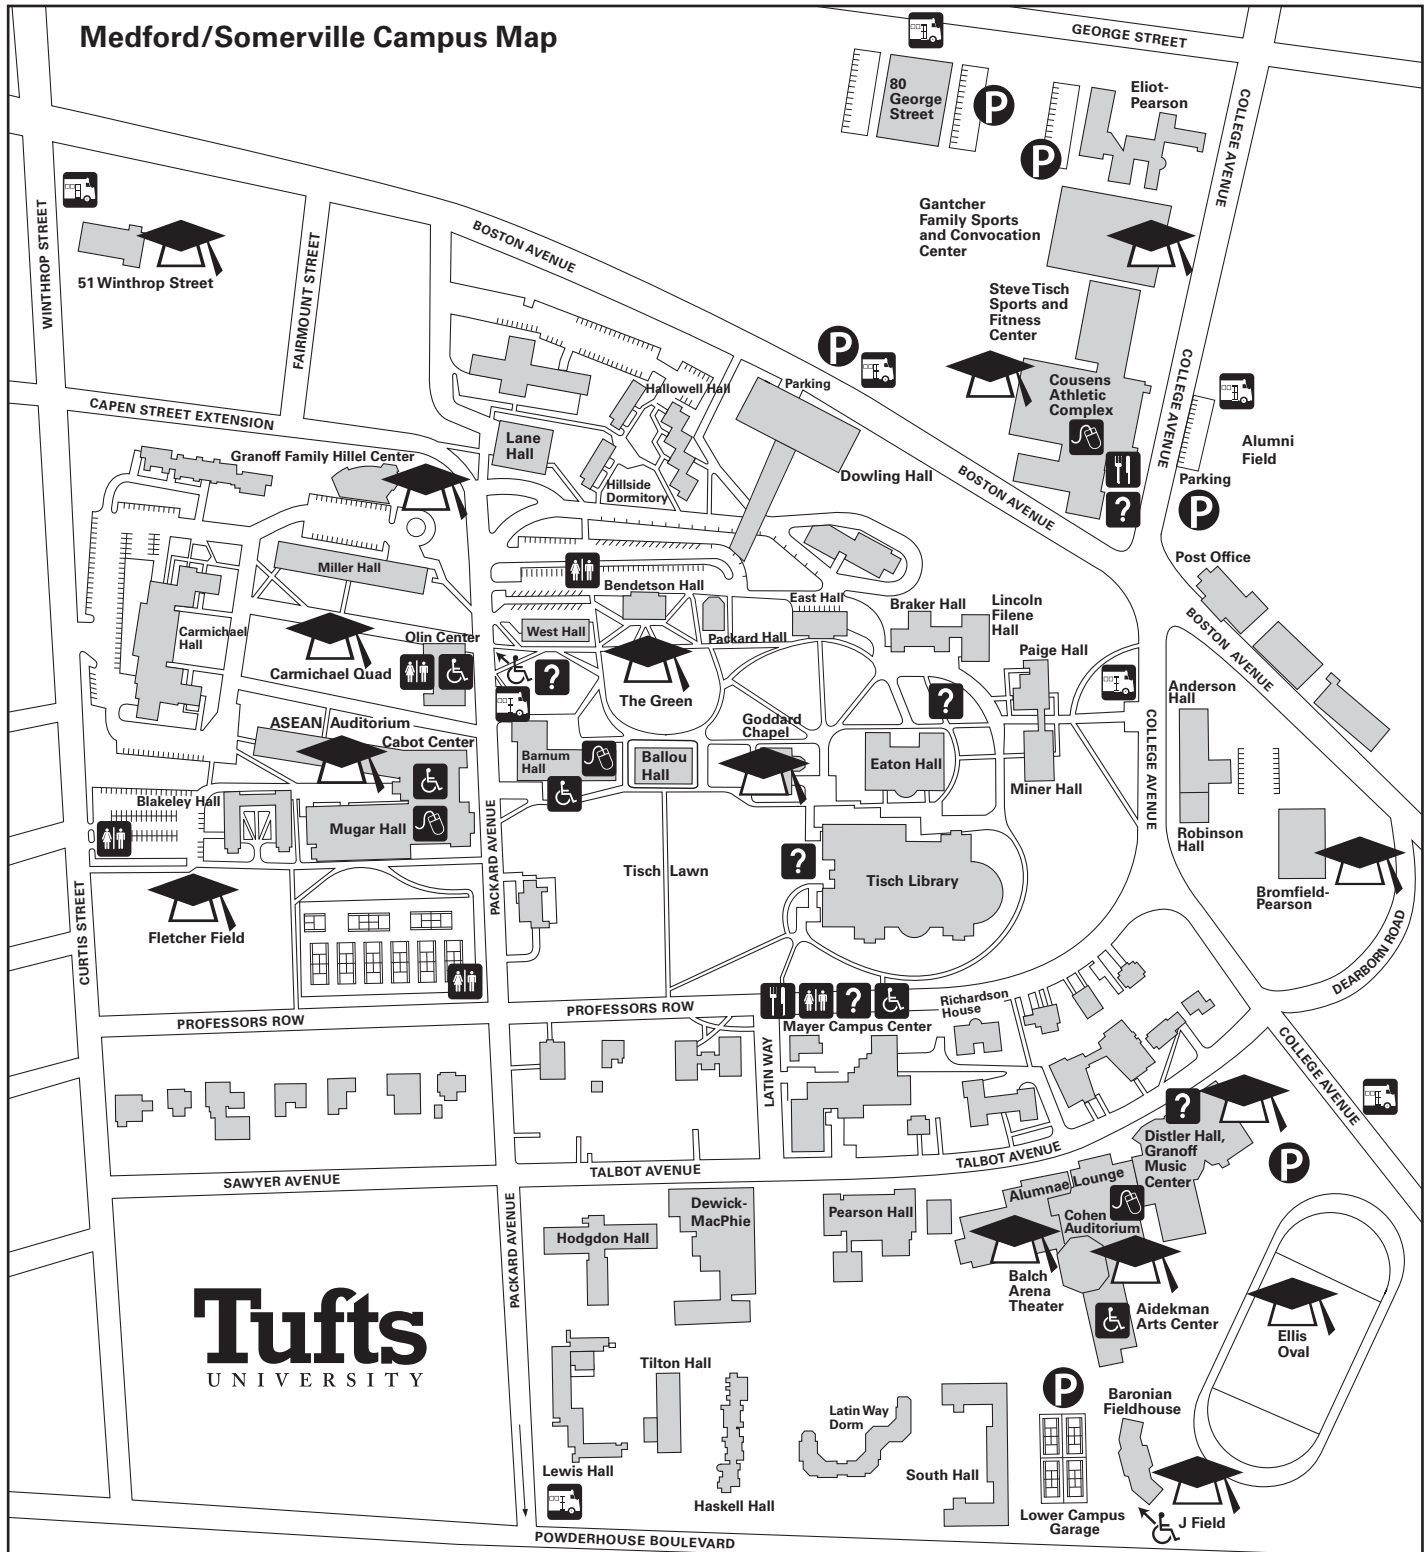 Medford/Somerville Campus Map
GEORGE STREET
80
George
Street
P
P
Eliot-
Pearson
COLLEGE AVENUE
Gantcher
Family Sports
and Convocation
Center
WINTHROP STREET
51 Winthrop Street
FAIRMOUNT STREET
BOSTON AVENUE
Steve Tisch
Sports and
Fitness
Center
P
Parking
Hallowell Hall
Cousens
Athletic
Complex
COLLEGE AVENUE
CAPEN STREET EXTENSION
Lane
Hall
Granoff Family Hillel Center
Hillside
Dormitory
Dowling Hall
BOSTON AVENUE
Alumni
Field
Parking
P
?
Miller Hall
Bendetson Hall
Post Office
East Hall
Braker Hall
Lincoln
Filene
Hall
BOSTON AVENUE
Carmichael
Hall
Olin Center
West Hall
Packard Hall
Paige Hall
Carmichael Quad
?
The Green
?
Anderson
Hall
ASEAN Auditorium
Cabot Center
Goddard
Chapel
COLLEGE AVENUE
Barnum
Hall
Ballou
Hall
Eaton Hall
Miner Hall
Blakeley Hall
Mugar Hall
PACKARD AVENUE
Robinson
Hall
Tisch Lawn
?
Tisch Library
Bromfield-
Pearson
CURTIS STREET
Fletcher Field
DEARBORN ROAD
PROFESSORS ROW
PROFESSORS ROW
?
Mayer Campus Center
Richardson
House
LATIN WAY
COLLEGE AVENUE
?
Distler Hall,
Granoff
Music
Center
P
TALBOT AVENUE
TALBOT AVENUE
SAWYER AVENUE
PACKARD AVENUE
Dewick-
MacPhie
Hodgdon Hall
Pearson Hall
Alumnae Lounge
Cohen
Auditorium
Balch
Arena
Theater
Aidekman
Arts Center
Ellis
Oval
Tufts
UNIVERSITY
Tilton Hall
P
Baronian
Fieldhouse
Latin Way
Dorm
Lewis Hall
South Hall
Haskell Hall
Lower Campus
Garage
J Field
POWDERHOUSE BOULEVARD